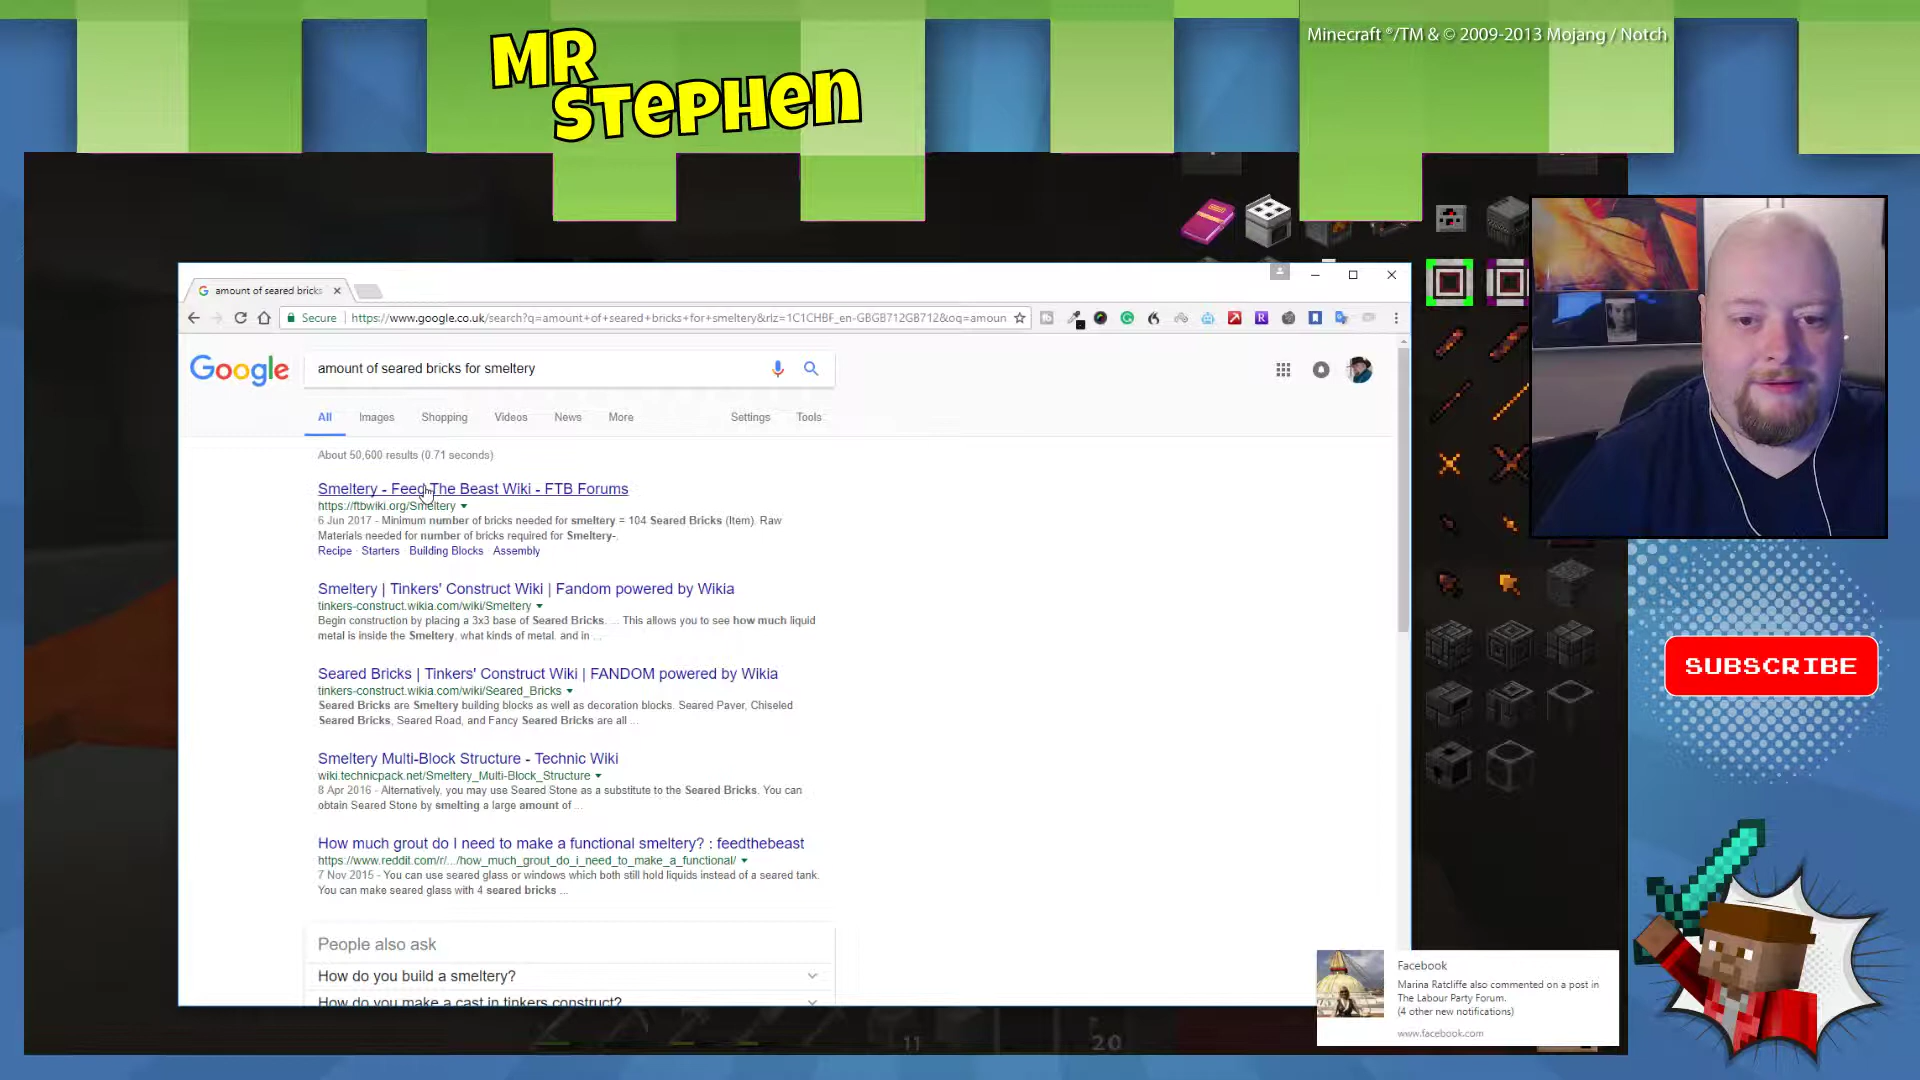 MR
STEPHEN
Minecraft ®/TM & © 2009-2013 Mojang / Notch
amount of seared bricks
Secure
https://www.google.co.uk/search?q=amount+of+seared+bricks+for+smeltery&rlz=1C1CHBF_en-GBGB712GB712&oq=amoun
Google
amount of seared bricks for smeltery
All Images Shopping Videos News More Settings Tools
About 50,600 results (0.71 seconds)
Smeltery - Feed The Beast Wiki - FTB Forums
https://ftbwiki.org/Smeltery
6 Jun 2017 - Minimum number of bricks needed for smeltery = 104 Seared Bricks (Item). Raw
Materials needed for number of bricks required for Smeltery-.
Recipe · Starters · Building Blocks · Assembly
Smeltery | Tinkers' Construct Wiki | Fandom powered by Wikia
tinkers-construct.wikia.com/wiki/Smeltery
Begin construction by placing a 3x3 base of Seared Bricks. ... This allows you to see how much liquid
metal is inside the Smeltery, what kinds of metal, and in ...
Seared Bricks | Tinkers' Construct Wiki | FANDOM powered by Wikia
tinkers-construct.wikia.com/wiki/Seared_Bricks
Seared Bricks are Smeltery building blocks as well as decoration blocks. Seared Paver, Chiseled
Seared Bricks, Seared Road, and Fancy Seared Bricks are all ...
Smeltery Multi-Block Structure - Technic Wiki
wiki.technicpack.net/Smeltery_Multi-Block_Structure
8 Apr 2016 - Alternatively, you may use Seared Stone as a substitute to the Seared Bricks. You can
obtain Seared Stone by smelting a large amount of ...
How much grout do I need to make a functional smeltery? : feedthebeast
https://www.reddit.com/r/.../how_much_grout_do_i_need_to_make_a_functional/
7 Nov 2015 - You can use seared glass or windows which both still hold liquids instead of a seared tank.
You can make seared glass with 4 seared bricks ...
People also ask
How do you build a smeltery?
How do you make a cast in tinkers construct?
SUBSCRIBE
Facebook
Marina Ratcliffe also commented on a post in
The Labour Party Forum.
(4 other new notifications)
www.facebook.com
11
20